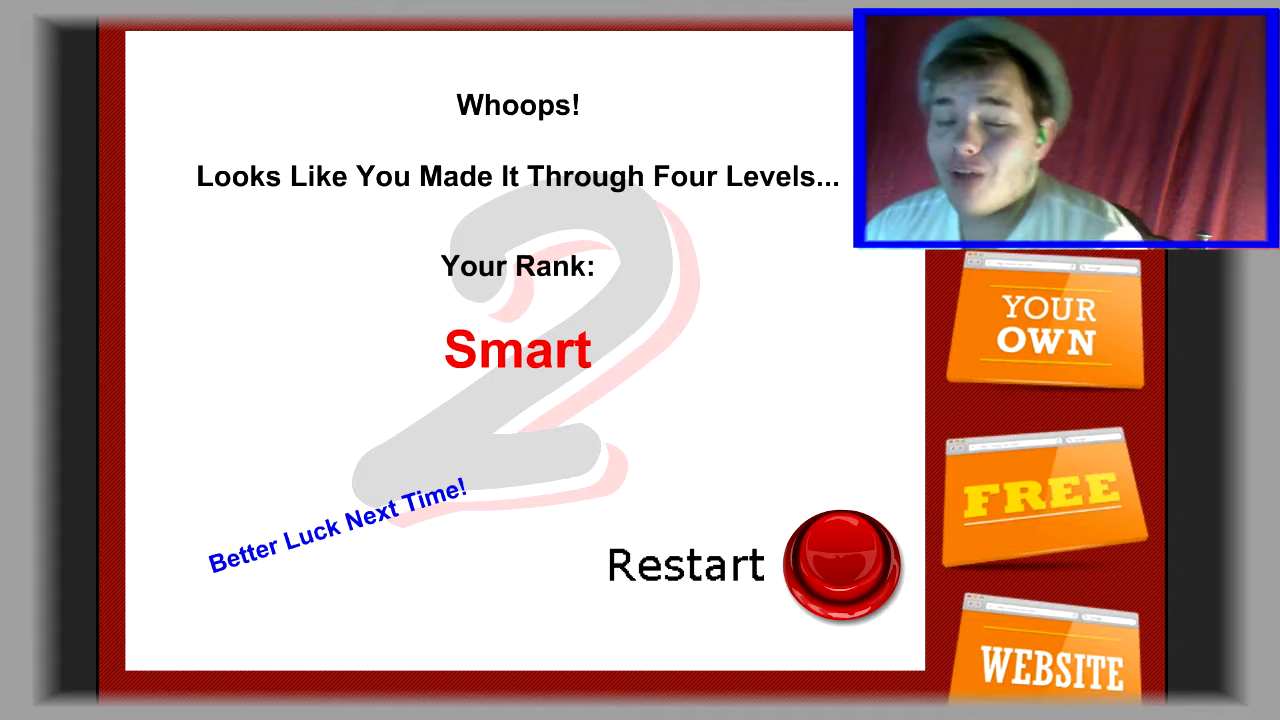 Whoops!
Looks Like You Made It Through Four Levels...
2
Your Rank:
Smart
Better Luck Next Time!
Restart
YOUR
OWN
FREE
WEBSITE